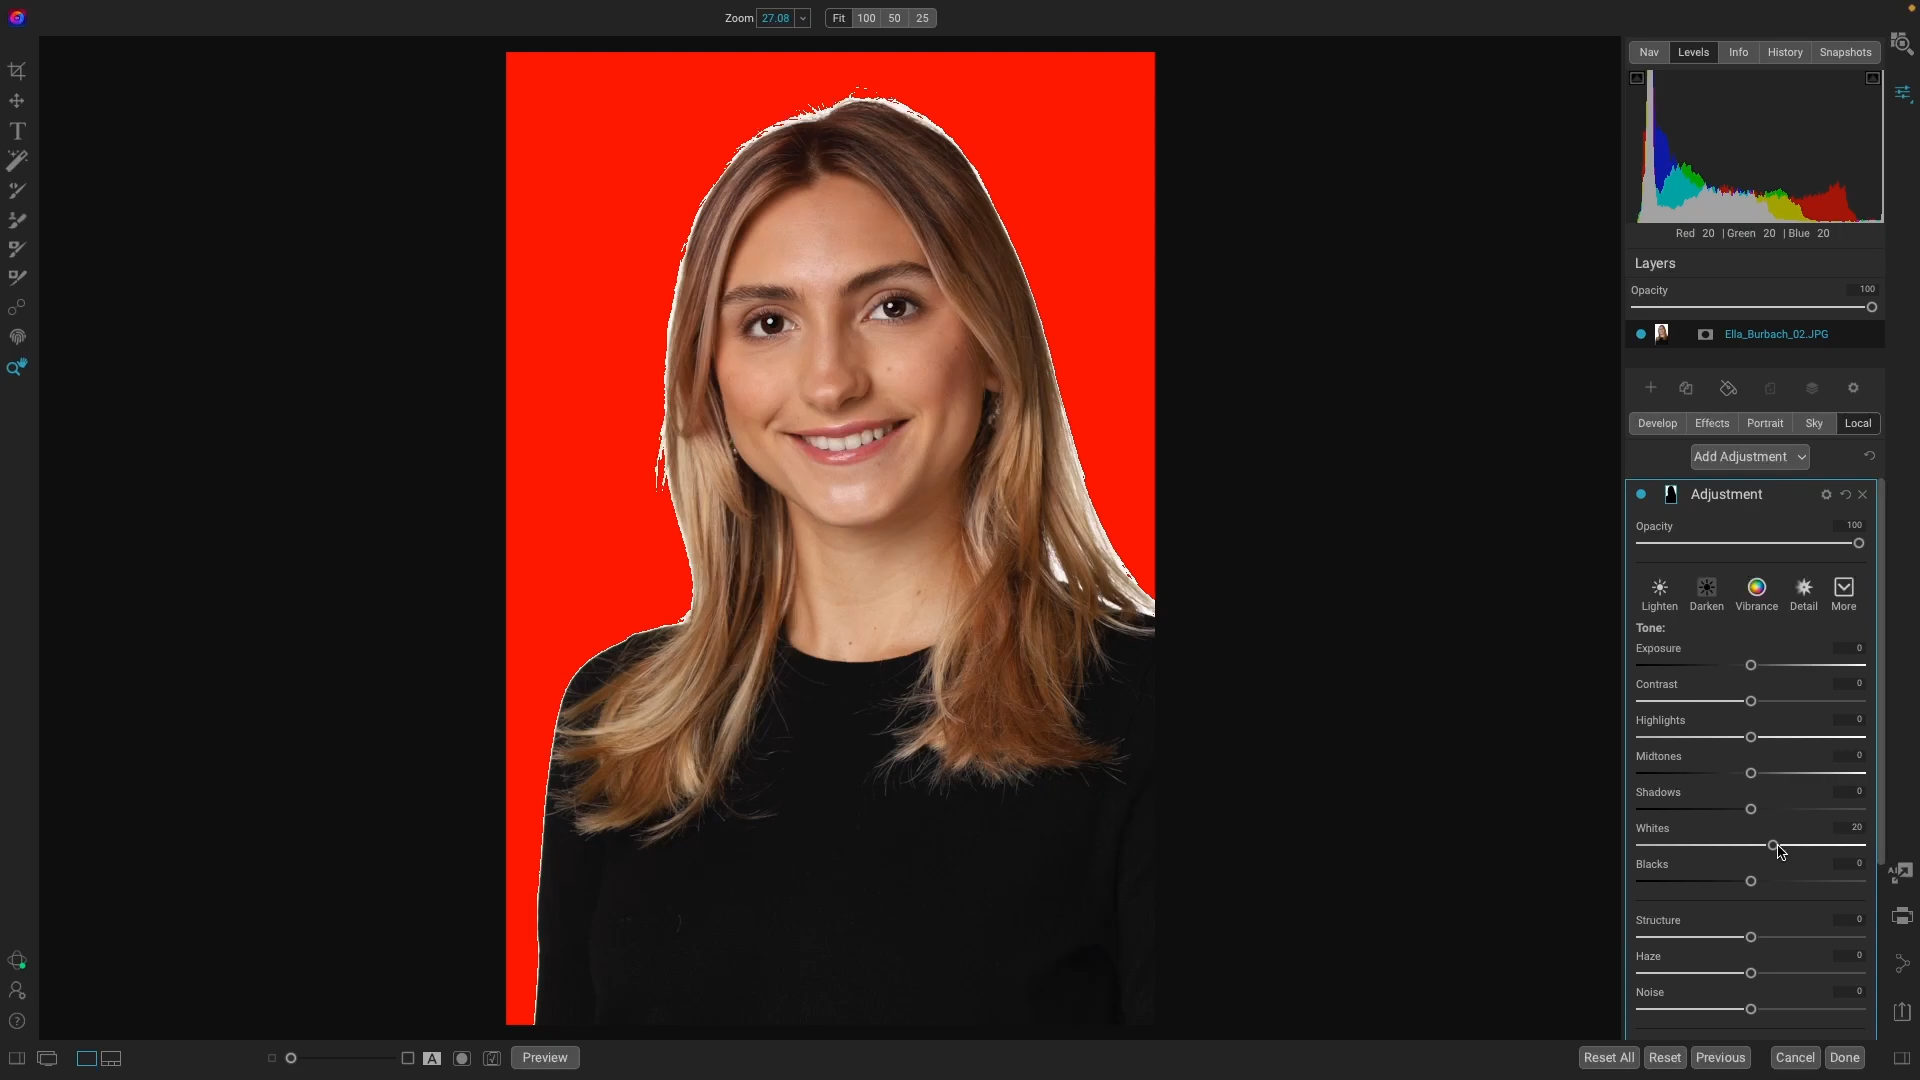 Zoom 27.08 Fit 100 50 25
Nav Levels Info History Snapshots
Red 20 | Green 20 | Blue 20
Layers
Opacity 100
Ella_Burbach_02.JPG
Develop Effects Portrait Sky Local
Add Adjustment
Adjustment
Opacity 100
Lighten Darken Vibrance Detail More
Tone:
Exposure 0
Contrast 0
Highlights 0
Midtones 0
Shadows 0
Whites 20
Blacks 0
Structure 0
Haze 0
Noise 0
T
AI
?
A Preview Reset All Reset Previous Cancel Done